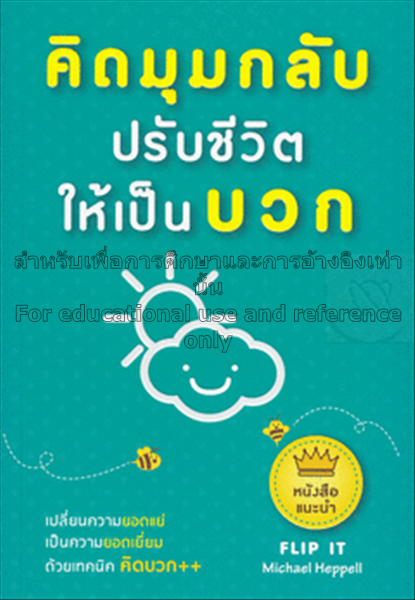 คิดมุมกลับ
ปรับชีวิต
ให้เป็นบวก
สำหรับเพื่อการศึกษาและการอ้างอิงเท่า
นั้น
For educational use and reference
only
หนังสือ
แนะนำ
เปลี่ยนความยอดแย่
เป็นความยอดเยี่ยม
ด้วยเทคนิค คิดบวก++
FLIP IT
Michael Heppell